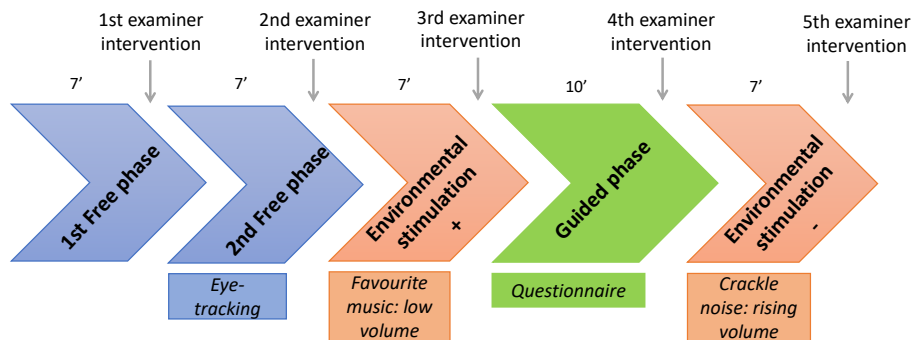 1st examiner
intervention
2nd examiner
intervention
3rd examiner
intervention
4th examiner
intervention
5th examiner
intervention
7’
7’
7’
10’
7’
1st Free phase
2nd Free phase
Environmental
stimulation
+
Guided phase
Environmental
stimulation
-
Eye-
tracking
Favourite
music: low
volume
Questionnaire
Crackle
noise: rising
volume